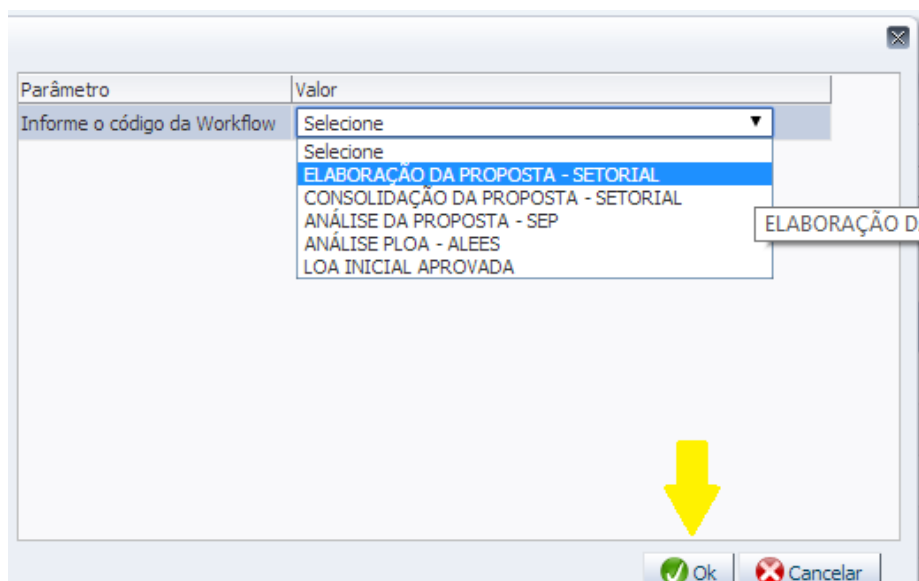 Parâmetro Valor
Informe o código da Workflow Selecione
Selecione
ELABORAÇÃO DA PROPOSTA - SETORIAL
CONSOLIDAÇÃO DA PROPOSTA - SETORIAL
ANÁLISE DA PROPOSTA - SEP
ELABORAÇÃO D
ANÁLISE PLOA - ALEES
LOA INICIAL APROVADA
Ok Cancelar